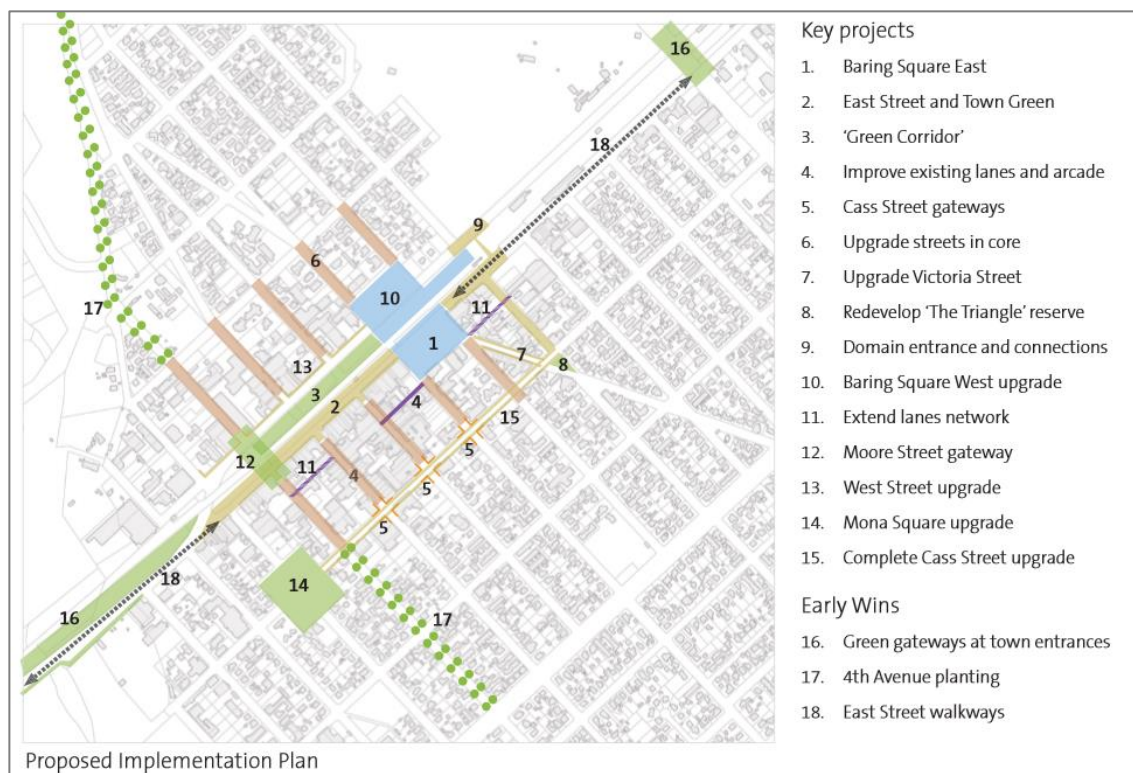 Key projects
1. Baring Square East
2. East Street and Town Green
3. ‘Green Corridor’
4. Improve existing lanes and arcade
5. Cass Street gateways
6. Upgrade streets in core
7. Upgrade Victoria Street
8. Redevelop ‘The Triangle’ reserve
9. Domain entrance and connections
10. Baring Square West upgrade
11. Extend lanes network
12. Moore Street gateway
13. West Street upgrade
14. Mona Square upgrade
15. Complete Cass Street upgrade
Early Wins
16. Green gateways at town entrances
17. 4th Avenue planting
18. East Street walkways
16
18
9
6
10
11
17
1
7
8
13
3
2
4
15
5
12
11
4
5
5
18
14
16
17
Proposed Implementation Plan